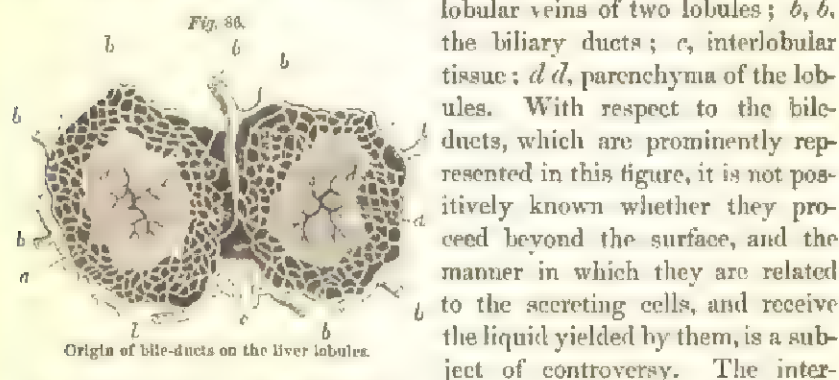 Fig. 86.
b
b
b
b
b
d
d
b
a
a
b
c
b
b
Origin of bile-ducts on the liver lobules.
lobular veins of two lobules; b, b,
the biliary ducts; c, interlobular
tissue; d d, parenchyma of the lob-
ules. With respect to the bile-
ducts, which are prominently rep-
resented in this figure, it is not pos-
itively known whether they pro-
ceed beyond the surface, and the
manner in which they are related
to the secreting cells, and receive
the liquid yielded by them, is a sub-
ject of controversy. The inter-